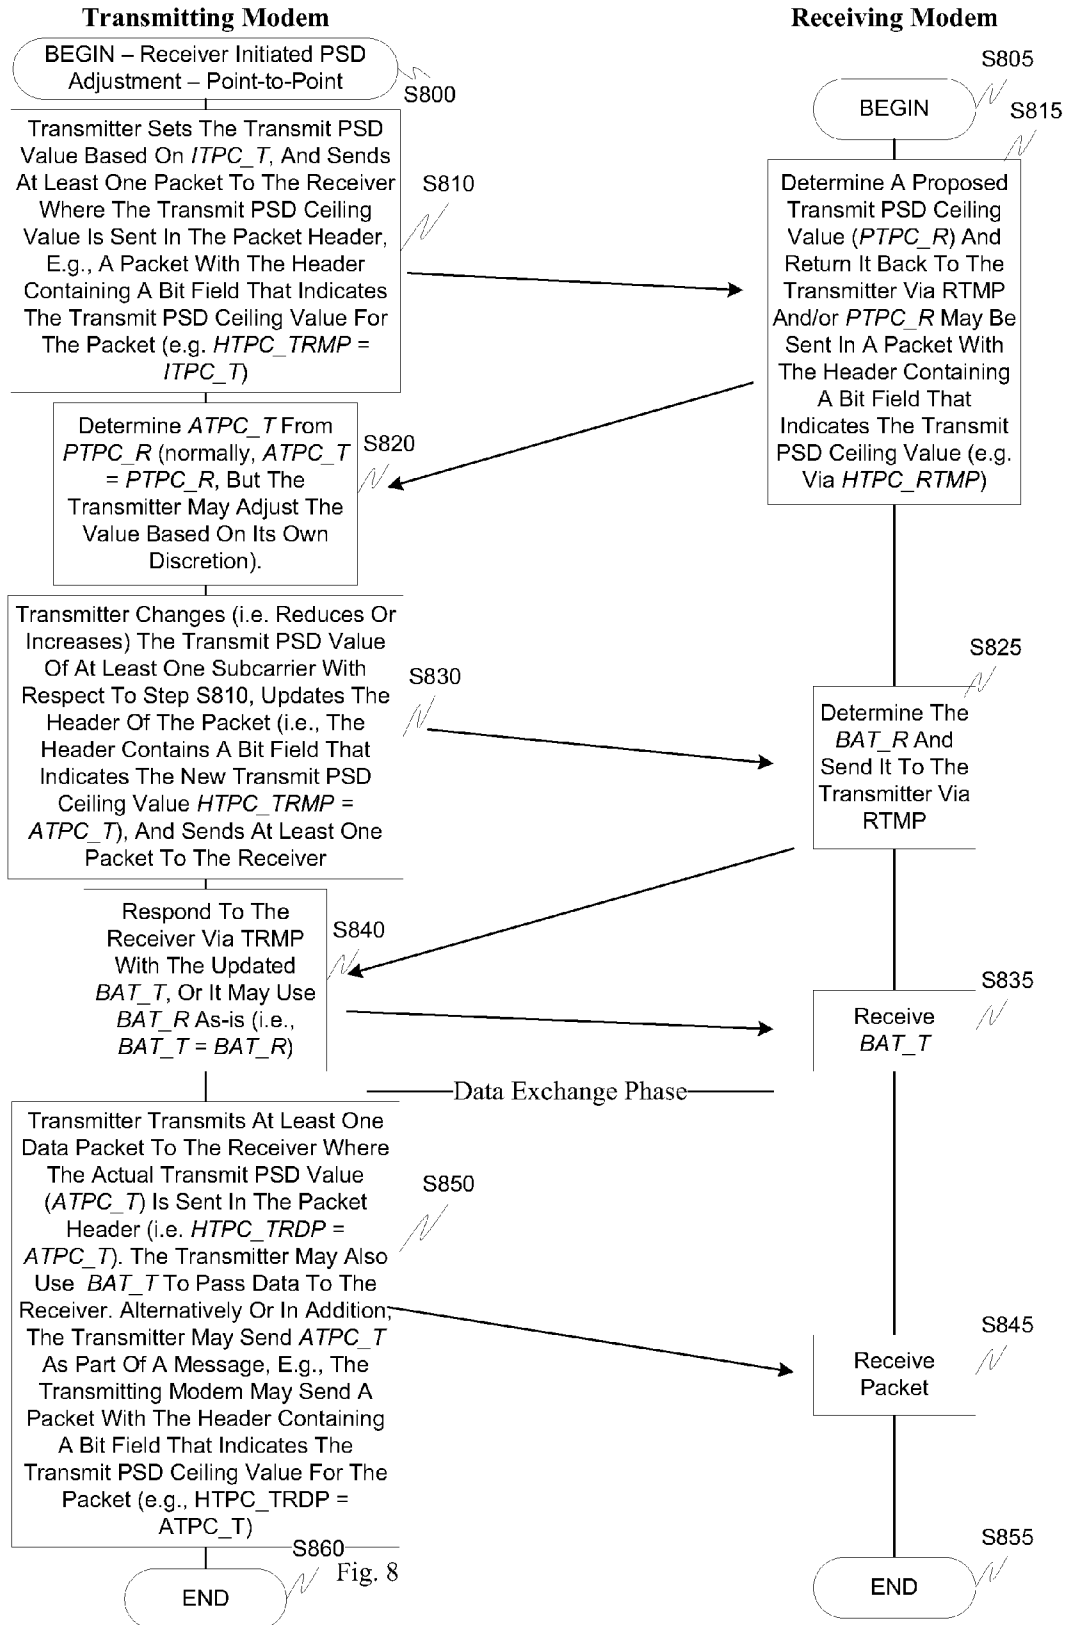 Transmitting Modem
Receiving Modem
BEGIN – Receiver Initiated PSD
Adjustment – Point-to-Point
S800
S805
BEGIN
S815
Transmitter Sets The Transmit PSD
Value Based On ITPC_T, And Sends
At Least One Packet To The Receiver
Where The Transmit PSD Ceiling
Value Is Sent In The Packet Header,
E.g., A Packet With The Header
Containing A Bit Field That Indicates
The Transmit PSD Ceiling Value For
The Packet (e.g. HTPC_TRMP =
ITPC_T)
S810
Determine A Proposed
Transmit PSD Ceiling
Value (PTPC_R) And
Return It Back To The
Transmitter Via RTMP
And/or PTPC_R May Be
Sent In A Packet With
The Header Containing
A Bit Field That
Indicates The Transmit
PSD Ceiling Value (e.g.
Via HTPC_RTMP)
Determine ATPC_T From
PTPC_R (normally, ATPC_T
= PTPC_R, But The
Transmitter May Adjust The
Value Based On Its Own
Discretion).
S820
Transmitter Changes (i.e. Reduces Or
Increases) The Transmit PSD Value
Of At Least One Subcarrier With
Respect To Step S810, Updates The
Header Of The Packet (i.e., The
Header Contains A Bit Field That
Indicates The New Transmit PSD
Ceiling Value HTPC_TRMP =
ATPC_T), And Sends At Least One
Packet To The Receiver
S830
S825
Determine The
BAT_R And
Send It To The
Transmitter Via
RTMP
Respond To The
Receiver Via TRMP
With The Updated
BAT_T, Or It May Use
BAT_R As-is (i.e.,
BAT_T = BAT_R)
S840
S835
Receive
BAT_T
Data Exchange Phase
Transmitter Transmits At Least One
Data Packet To The Receiver Where
The Actual Transmit PSD Value
(ATPC_T) Is Sent In The Packet
Header (i.e. HTPC_TRDP =
ATPC_T). The Transmitter May Also
Use BAT_T To Pass Data To The
Receiver. Alternatively Or In Addition,
The Transmitter May Send ATPC_T
As Part Of A Message, E.g., The
Transmitting Modem May Send A
Packet With The Header Containing
A Bit Field That Indicates The
Transmit PSD Ceiling Value For The
Packet (e.g., HTPC_TRDP =
ATPC_T)
S850
S845
Receive
Packet
S860
END
Fig. 8
S855
END